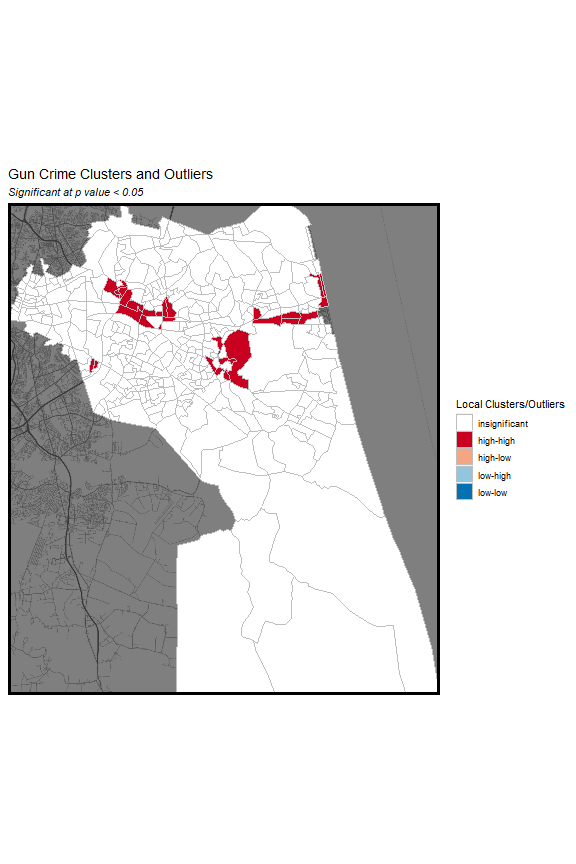 Gun Crime Clusters and Outliers
Significant at p value < 0.05
Local Clusters/Outliers
insignificant
high-high
high-low
low-high
low-low